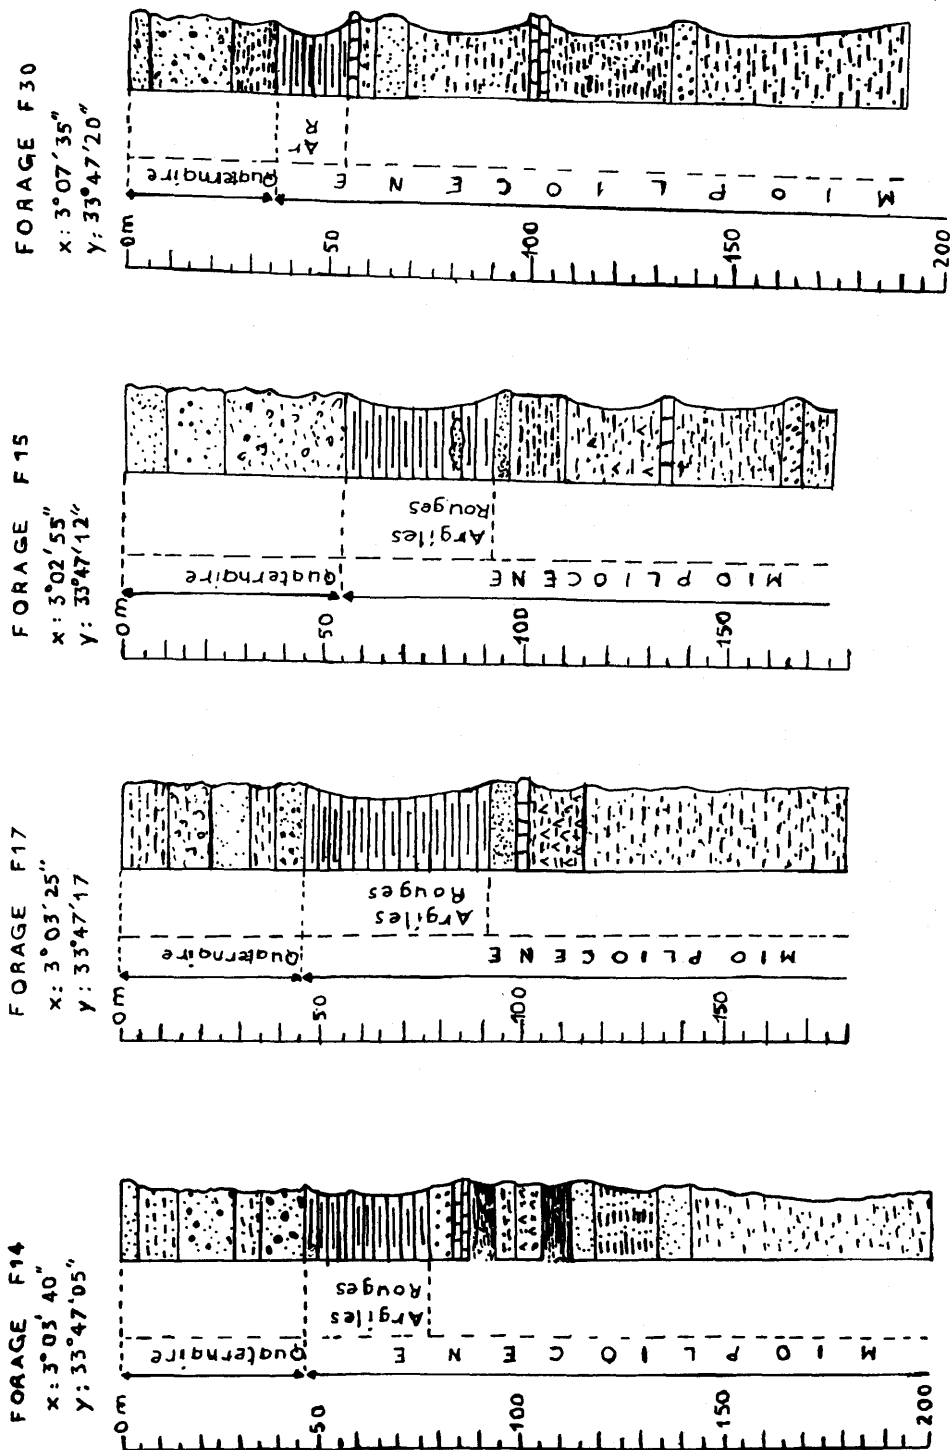 FORAGE F14
x: 3°03'40"
y: 33°47'05"
0m
50
100
150
200
Quaternaire
MIOPLIOCENE
Argiles
Rouges
FORAGE F17
x: 3°03'25"
y: 33°47'17
0m
50
100
150
Quaternaire
MIOPLIOCENE
Argiles
Rouges
FORAGE F15
x: 3°02'55"
y: 33°47'12"
0m
50
100
150
Quaternaire
MIOPLIOCENE
Argiles
Rouges
FORAGE F30
x: 3°07'35"
y: 33°47'20"
0m
50
100
150
200
Quaternaire
MIOPLIOCENE
Ar
R